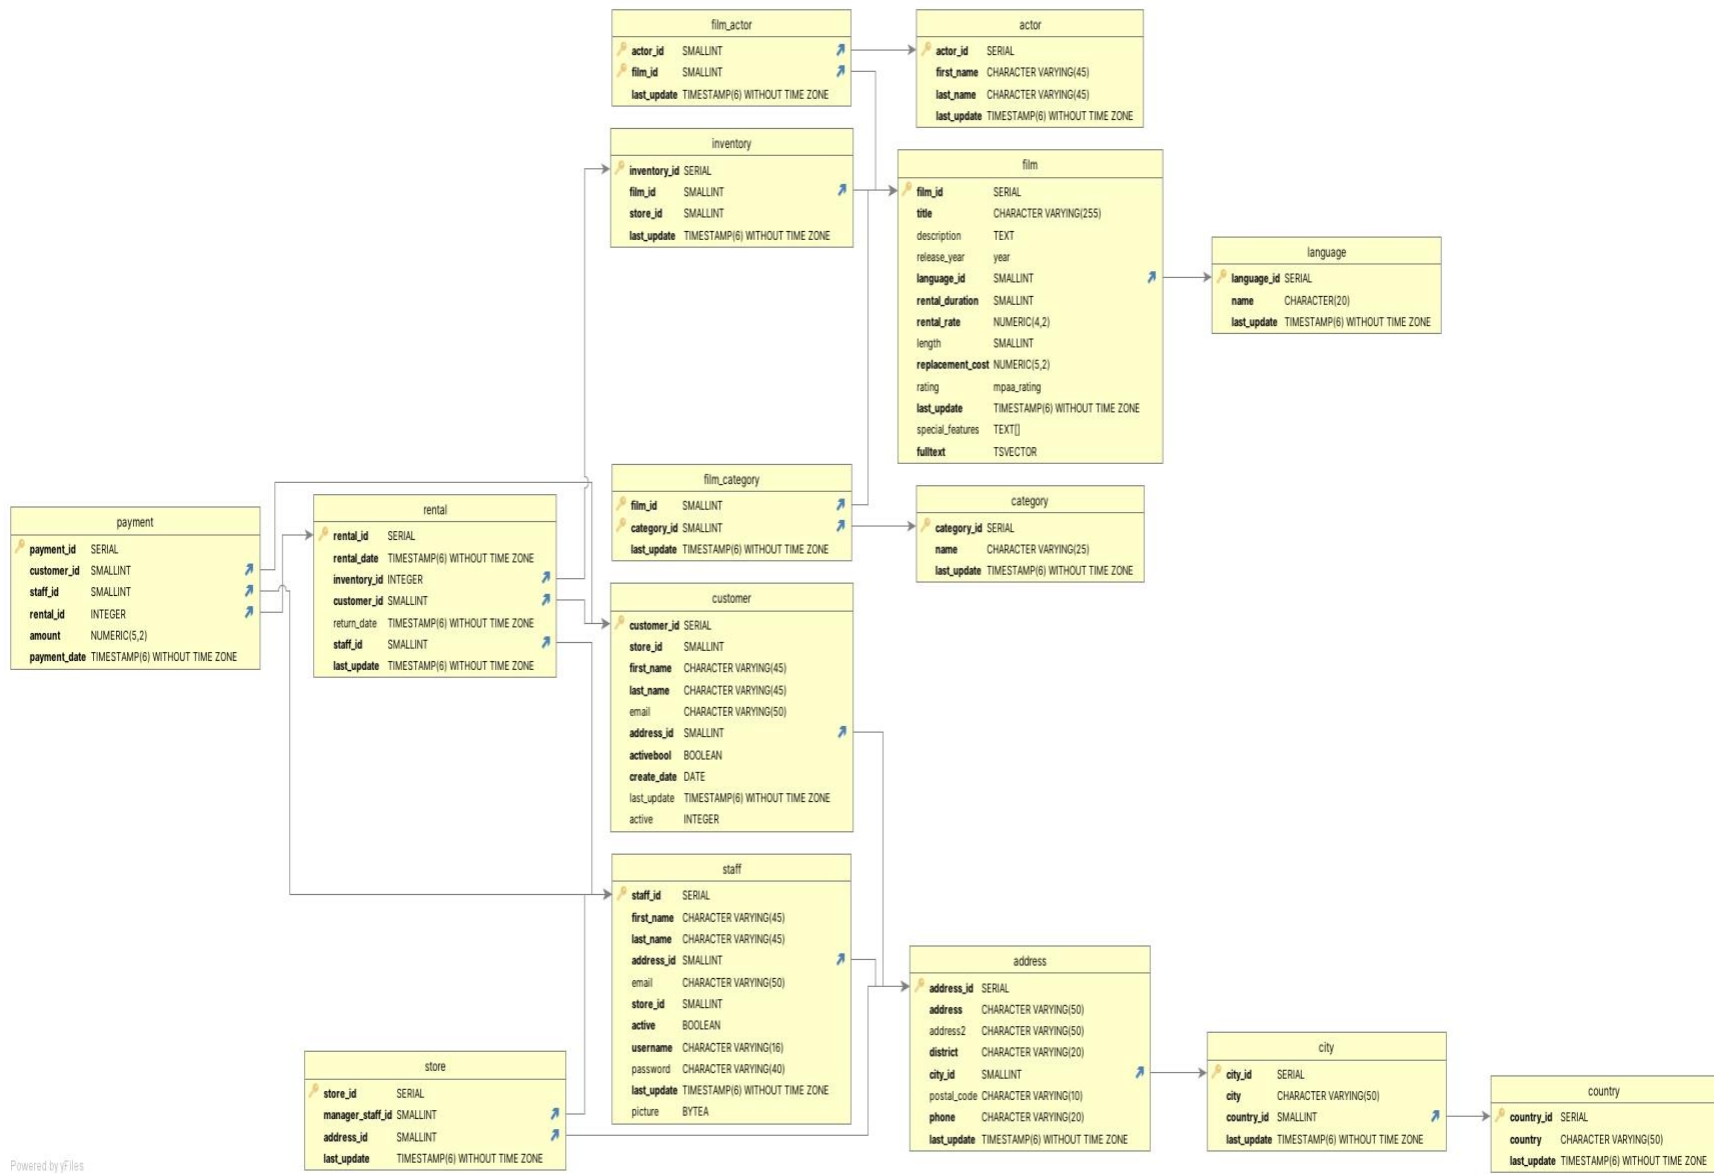 film_actor
actor_id SMALLINT
film_id SMALLINT
last_update TIMESTAMP(6) WITHOUT TIME ZONE
actor
actor_id SERIAL
first_name CHARACTER VARYING(45)
last_name CHARACTER VARYING(45)
last_update TIMESTAMP(6) WITHOUT TIME ZONE
inventory
inventory_id SERIAL
film_id SMALLINT
store_id SMALLINT
last_update TIMESTAMP(6) WITHOUT TIME ZONE
film
film_id SERIAL
title CHARACTER VARYING(255)
description TEXT
release_year year
language_id SMALLINT
rental_duration SMALLINT
rental_rate NUMERIC(4,2)
length SMALLINT
replacement_cost NUMERIC(5,2)
rating mpaa_rating
last_update TIMESTAMP(6) WITHOUT TIME ZONE
special_features TEXT[]
fulltext TSVECTOR
language
language_id SERIAL
name CHARACTER(20)
last_update TIMESTAMP(6) WITHOUT TIME ZONE
film_category
film_id SMALLINT
category_id SMALLINT
last_update TIMESTAMP(6) WITHOUT TIME ZONE
category
category_id SERIAL
name CHARACTER VARYING(25)
last_update TIMESTAMP(6) WITHOUT TIME ZONE
payment
payment_id SERIAL
customer_id SMALLINT
staff_id SMALLINT
rental_id INTEGER
amount NUMERIC(5,2)
payment_date TIMESTAMP(6) WITHOUT TIME ZONE
rental
rental_id SERIAL
rental_date TIMESTAMP(6) WITHOUT TIME ZONE
inventory_id INTEGER
customer_id SMALLINT
return_date TIMESTAMP(6) WITHOUT TIME ZONE
staff_id SMALLINT
last_update TIMESTAMP(6) WITHOUT TIME ZONE
customer
customer_id SERIAL
store_id SMALLINT
first_name CHARACTER VARYING(45)
last_name CHARACTER VARYING(45)
email CHARACTER VARYING(50)
address_id SMALLINT
activebool BOOLEAN
create_date DATE
last_update TIMESTAMP(6) WITHOUT TIME ZONE
active INTEGER
staff
staff_id SERIAL
first_name CHARACTER VARYING(45)
last_name CHARACTER VARYING(45)
address_id SMALLINT
email CHARACTER VARYING(50)
store_id SMALLINT
active BOOLEAN
username CHARACTER VARYING(16)
password CHARACTER VARYING(40)
last_update TIMESTAMP(6) WITHOUT TIME ZONE
picture BYTEA
store
store_id SERIAL
manager_staff_id SMALLINT
address_id SMALLINT
last_update TIMESTAMP(6) WITHOUT TIME ZONE
address
address_id SERIAL
address CHARACTER VARYING(50)
address2 CHARACTER VARYING(50)
district CHARACTER VARYING(20)
city_id SMALLINT
postal_code CHARACTER VARYING(10)
phone CHARACTER VARYING(20)
last_update TIMESTAMP(6) WITHOUT TIME ZONE
city
city_id SERIAL
city CHARACTER VARYING(50)
country_id SMALLINT
last_update TIMESTAMP(6) WITHOUT TIME ZONE
country
country_id SERIAL
country CHARACTER VARYING(50)
last_update TIMESTAMP(6) WITHOUT TIME ZONE
Powered by yFiles